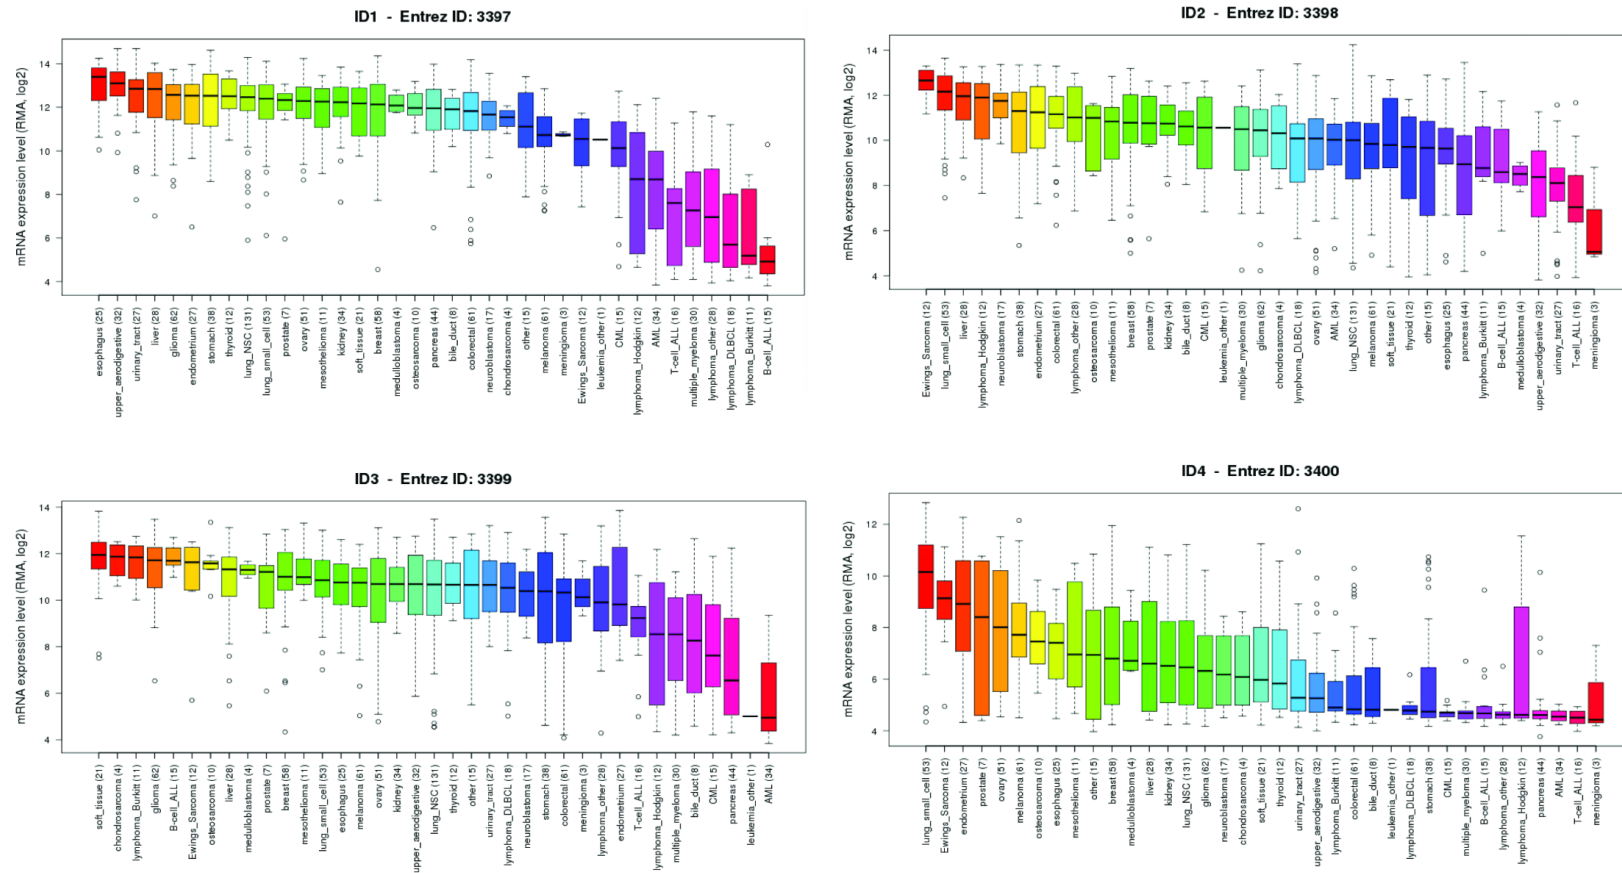 ID1 - Entrez ID: 3397
mRNA expression level (RMA, log2)
14
12
10
8
6
4
esophagus (25)
upper_aerodigestive (32)
urinary_tract (27)
liver (28)
glioma (62)
endometrium (27)
stomach (38)
thyroid (12)
lung_NSC (131)
lung_small_cell (53)
prostate (7)
ovary (51)
mesothelioma (11)
kidney (34)
soft_tissue (21)
breast (58)
medulloblastoma (4)
osteosarcoma (10)
pancreas (44)
bile_duct (8)
colorectal (61)
neuroblastoma (17)
chondrosarcoma (4)
other (15)
melanoma (61)
meningioma (3)
Ewings_Sarcoma (12)
leukemia_other (1)
CML (15)
lymphoma_Hodgkin (12)
AML (34)
T-cell_ALL (16)
multiple_myeloma (30)
lymphoma_other (28)
lymphoma_DLBCL (18)
lymphoma_Burkitt (11)
B-cell_ALL (15)
ID2 - Entrez ID: 3398
mRNA expression level (RMA, log2)
14
12
10
8
6
4
Ewings_Sarcoma (12)
lung_small_cell (53)
liver (28)
lymphoma_Hodgkin (12)
neuroblastoma (17)
stomach (38)
endometrium (27)
colorectal (61)
lymphoma_other (28)
osteosarcoma (10)
mesothelioma (11)
breast (58)
prostate (7)
kidney (34)
bile_duct (8)
CML (15)
leukemia_other (1)
multiple_myeloma (30)
glioma (62)
chondrosarcoma (4)
lymphoma_DLBCL (18)
ovary (51)
AML (34)
lung_NSC (131)
melanoma (61)
soft_tissue (21)
thyroid (12)
other (15)
esophagus (25)
pancreas (44)
lymphoma_Burkitt (11)
B-cell_ALL (15)
medulloblastoma (4)
upper_aerodigestive (32)
urinary_tract (27)
T-cell_ALL (16)
meningioma (3)
ID3 - Entrez ID: 3399
mRNA expression level (RMA, log2)
14
12
10
8
6
4
soft_tissue (21)
chondrosarcoma (4)
lymphoma_Burkitt (11)
glioma (62)
B-cell_ALL (15)
Ewings_Sarcoma (12)
osteosarcoma (10)
liver (28)
medulloblastoma (4)
prostate (7)
breast (58)
mesothelioma (11)
lung_small_cell (53)
esophagus (25)
melanoma (61)
ovary (51)
kidney (34)
upper_aerodigestive (32)
lung_NSC (131)
thyroid (12)
other (15)
urinary_tract (27)
lymphoma_DLBCL (18)
neuroblastoma (17)
stomach (38)
colorectal (61)
meningioma (3)
lymphoma_other (28)
endometrium (27)
T-cell_ALL (16)
lymphoma_Hodgkin (12)
multiple_myeloma (30)
bile_duct (8)
CML (15)
pancreas (44)
leukemia_other (1)
AML (34)
ID4 - Entrez ID: 3400
mRNA expression level (RMA, log2)
12
10
8
6
4
lung_small_cell (53)
Ewings_Sarcoma (12)
endometrium (27)
prostate (7)
ovary (51)
melanoma (61)
osteosarcoma (10)
esophagus (25)
mesothelioma (11)
other (15)
breast (58)
medulloblastoma (4)
liver (28)
kidney (34)
lung_NSC (131)
glioma (62)
neuroblastoma (17)
chondrosarcoma (4)
soft_tissue (21)
thyroid (12)
urinary_tract (27)
upper_aerodigestive (32)
lymphoma_Burkitt (11)
colorectal (61)
bile_duct (8)
leukemia_other (1)
lymphoma_DLBCL (18)
stomach (38)
CML (15)
multiple_myeloma (30)
B-cell_ALL (15)
lymphoma_other (28)
lymphoma_Hodgkin (12)
pancreas (44)
AML (34)
T-cell_ALL (16)
meningioma (3)